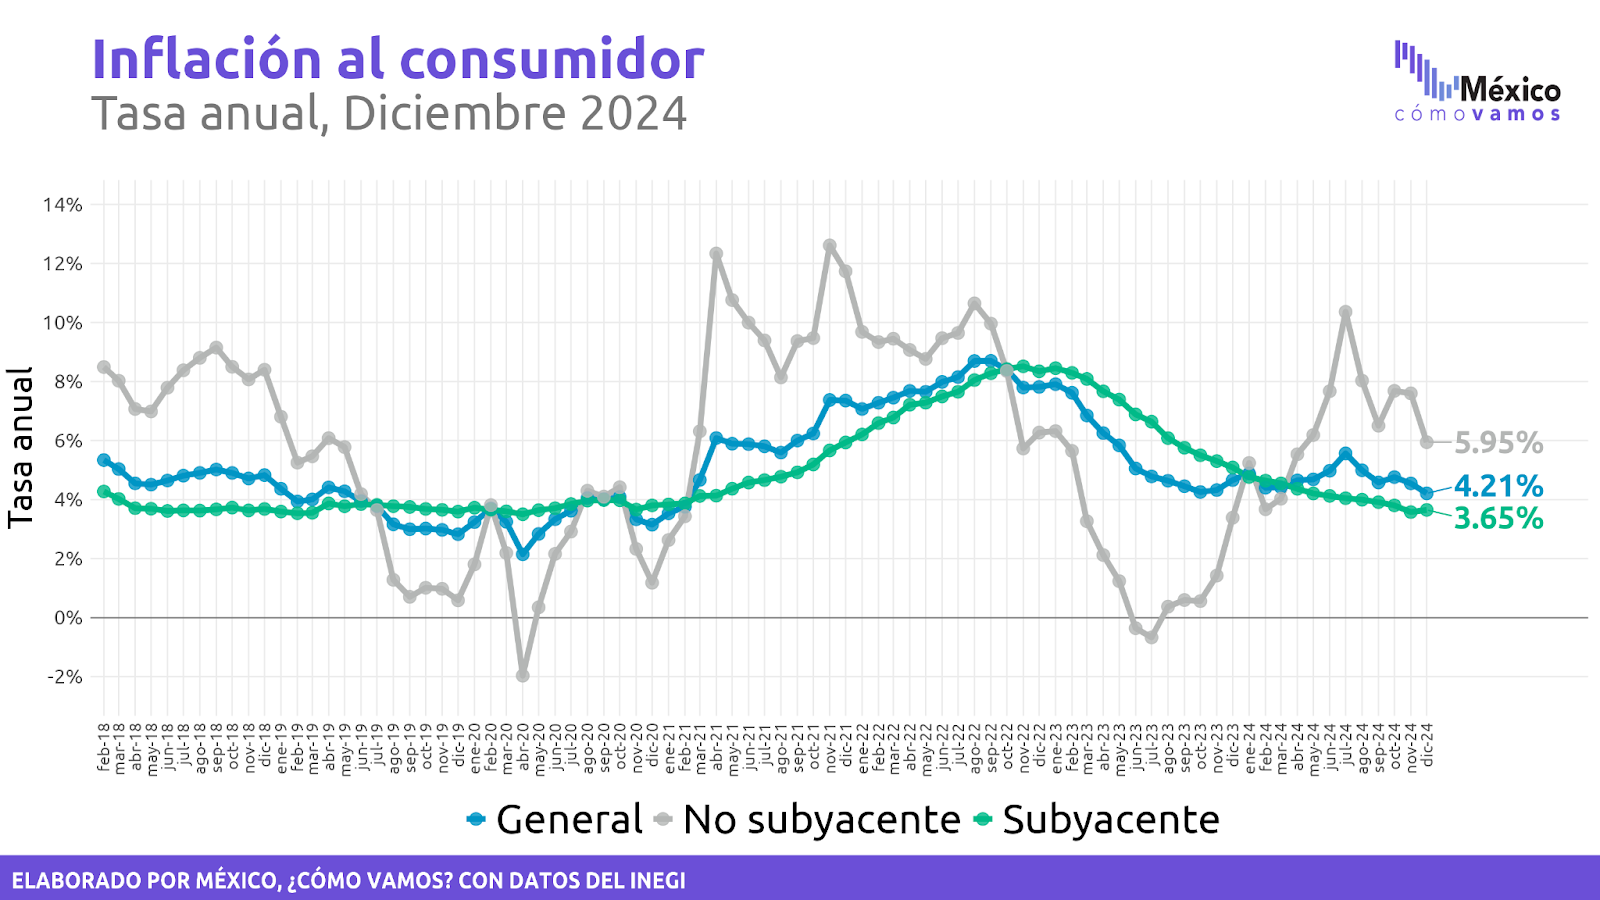 Inflación al consumidor
Tasa anual, Diciembre 2024
México
cómovamos
Tasa anual
14%
12%
10%
8%
6%
4%
2%
0%
-2%
5.95%
4.21%
3.65%
feb-18
mar-18
abr-18
may-18
jun-18
jul-18
ago-18
sep-18
oct-18
nov-18
dic-18
ene-19
feb-19
mar-19
abr-19
may-19
jun-19
jul-19
ago-19
sep-19
oct-19
nov-19
dic-19
ene-20
feb-20
mar-20
abr-20
may-20
jun-20
jul-20
ago-20
sep-20
oct-20
nov-20
dic-20
ene-21
feb-21
mar-21
abr-21
may-21
jun-21
jul-21
ago-21
sep-21
oct-21
nov-21
dic-21
ene-22
feb-22
mar-22
abr-22
may-22
jun-22
jul-22
ago-22
sep-22
oct-22
nov-22
dic-22
ene-23
feb-23
mar-23
abr-23
may-23
jun-23
jul-23
ago-23
sep-23
oct-23
nov-23
dic-23
ene-24
feb-24
mar-24
abr-24
may-24
jun-24
jul-24
ago-24
sep-24
oct-24
nov-24
dic-24
General No subyacente Subyacente
ELABORADO POR MÉXICO, ¿CÓMO VAMOS? CON DATOS DEL INEGI